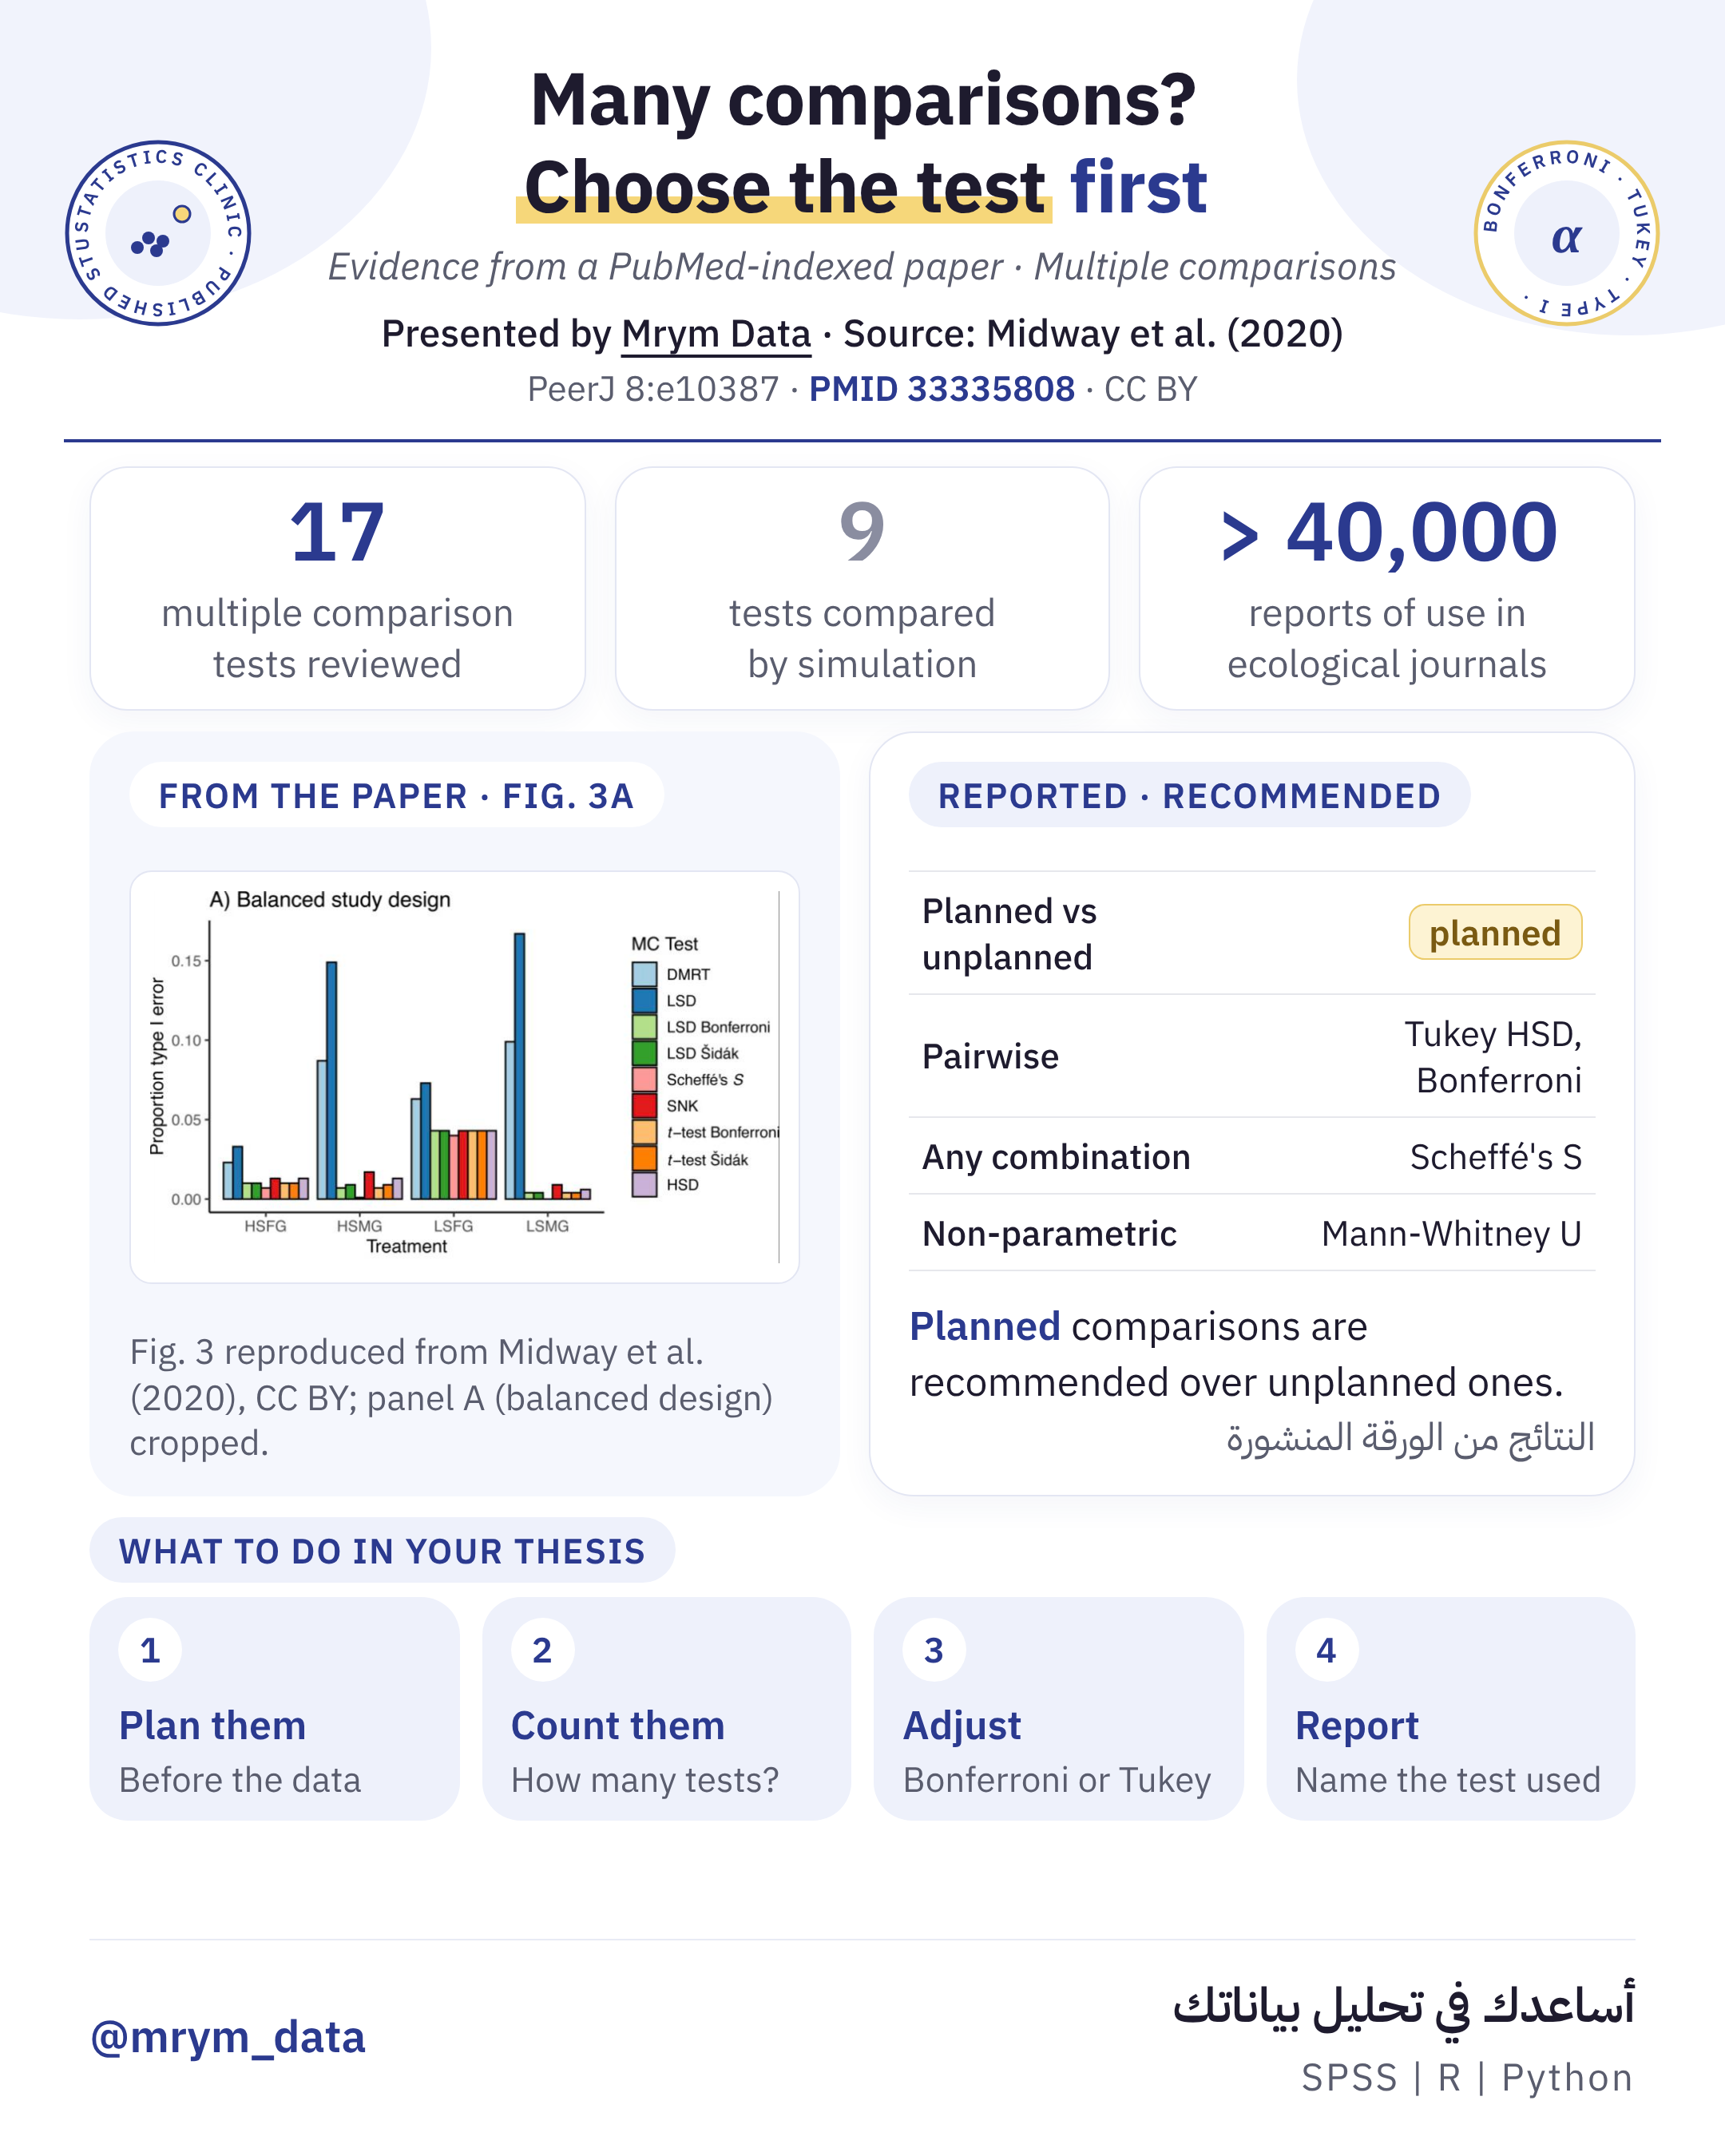 Many comparisons?
Choose the test first
Evidence from a PubMed-indexed paper · Multiple comparisons
Presented by Mrym Data · Source: Midway et al. (2020)
PeerJ 8:e10387 · PMID 33335808 · CC BY
STATISTICS CLINIC · PUBLISHED STU
BONFERRONI · TUKEY · TYPE I ·
α
17
multiple comparison
tests reviewed
9
tests compared
by simulation
> 40,000
reports of use in
ecological journals
FROM THE PAPER · FIG. 3A
A) Balanced study design
Proportion type I error
0.15
0.10
0.05
0.00
HSFG HSMG LSFG LSMG
Treatment
MC Test
DMRT
LSD
LSD Bonferroni
LSD Šidák
Scheffé's S
SNK
t−test Bonferroni
t−test Šidák
HSD
Fig. 3 reproduced from Midway et al.
(2020), CC BY; panel A (balanced design)
cropped.
REPORTED · RECOMMENDED
Planned vs
unplanned
planned
Pairwise
Tukey HSD,
Bonferroni
Any combination Scheffé's S
Non-parametric Mann-Whitney U
Planned comparisons are
recommended over unplanned ones.
النتائج من الورقة المنشورة
WHAT TO DO IN YOUR THESIS
1
Plan them
Before the data
2
Count them
How many tests?
3
Adjust
Bonferroni or Tukey
4
Report
Name the test used
@mrym_data
أساعدك في تحليل بياناتك
SPSS | R | Python